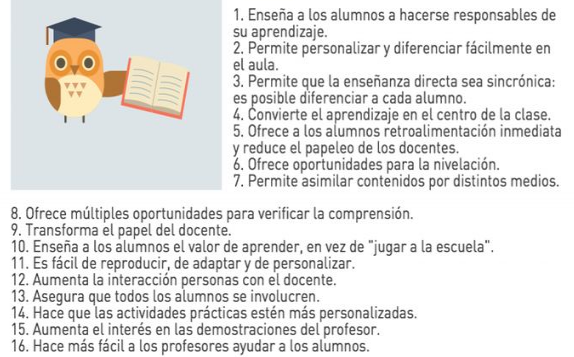 1. Enseña a los alumnos a hacerse responsables de
su aprendizaje.
2. Permite personalizar y diferenciar fácilmente en
el aula.
3. Permite que la enseñanza directa sea sincrónica:
es posible diferenciar a cada alumno.
4. Convierte el aprendizaje en el centro de la clase.
5. Ofrece a los alumnos retroalimentación inmediata
y reduce el papeleo de los docentes.
6. Ofrece oportunidades para la nivelación.
7. Permite asimilar contenidos por distintos medios.
8. Ofrece múltiples oportunidades para verificar la comprensión.
9. Transforma el papel del docente.
10. Enseña a los alumnos el valor de aprender, en vez de "jugar a la escuela".
11. Es fácil de reproducir, de adaptar y de personalizar.
12. Aumenta la interacción personas con el docente.
13. Asegura que todos los alumnos se involucren.
14. Hace que las actividades prácticas estén más personalizadas.
15. Aumenta el interés en las demostraciones del profesor.
16. Hace más fácil a los profesores ayudar a los alumnos.